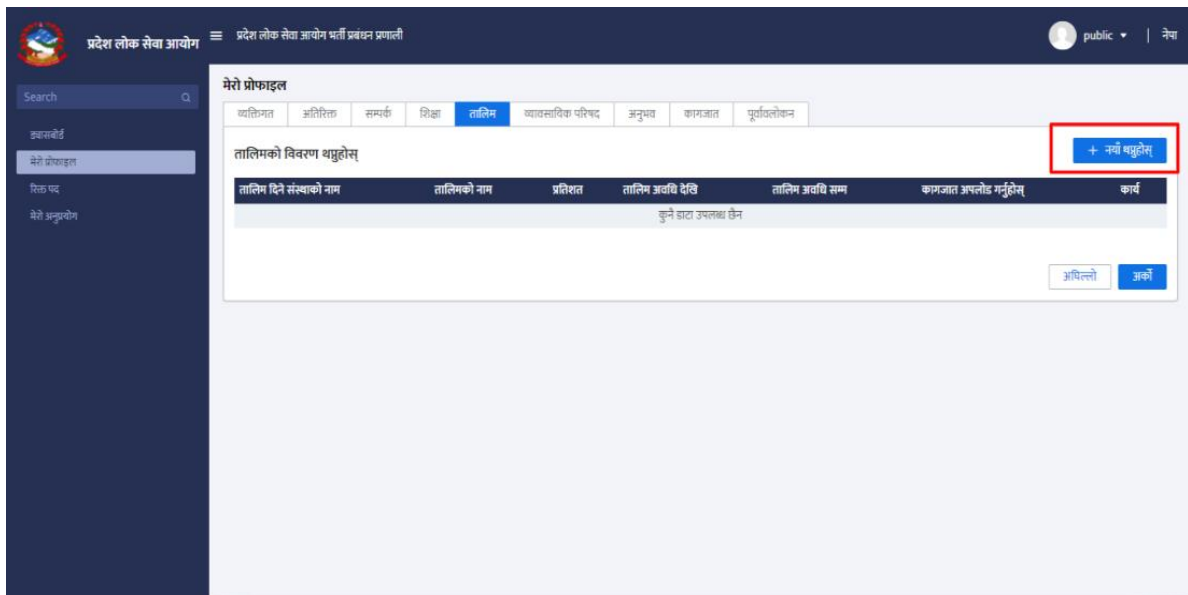 प्रदेश लोक सेवा आयोग
प्रदेश लोक सेवा आयोग भर्ती प्रबंधन प्रणाली
public | नेपा
Search
ड्यासबोर्ड
मेरो प्रोफाइल
रिक्त पद
मेरो अनुप्रयोग
मेरो प्रोफाइल
व्यक्तिगत अतिरिक्त सम्पर्क शिक्षा तालिम व्यावसायिक परिषद अनुभव कागजात पूर्वावलोकन
तालिमको विवरण थप्नुहोस्
+ नयाँ थप्नुहोस्
तालिम दिने संस्थाको नाम तालिमको नाम प्रतिशत तालिम अवधि देखि तालिम अवधि सम्म कागजात अपलोड गर्नुहोस् कार्य
कुनै डाटा उपलब्ध छैन
अघिल्लो अर्को